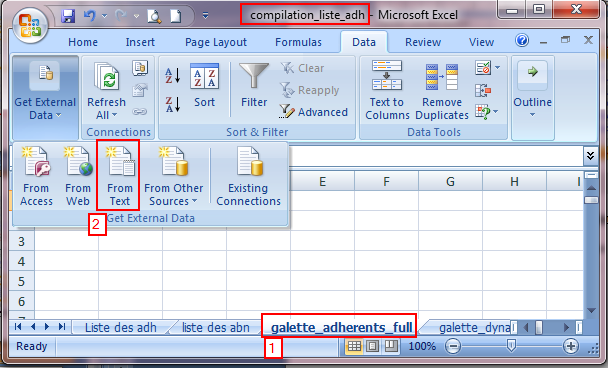 compilation_liste_adh - Microsoft Excel
Home Insert Page Layout Formulas Data Review View
Get External Data
Refresh All
Connections
Sort
Filter
Clear
Reapply
Advanced
Sort & Filter
Text to Columns
Remove Duplicates
Data Tools
Outline
From Access
From Web
From Text
From Other Sources
Existing Connections
2
Get External Data
E F G H I
3
4
5
6
Liste des adh liste des abn galette_adherents_full galette_dyna
1
Ready 100%